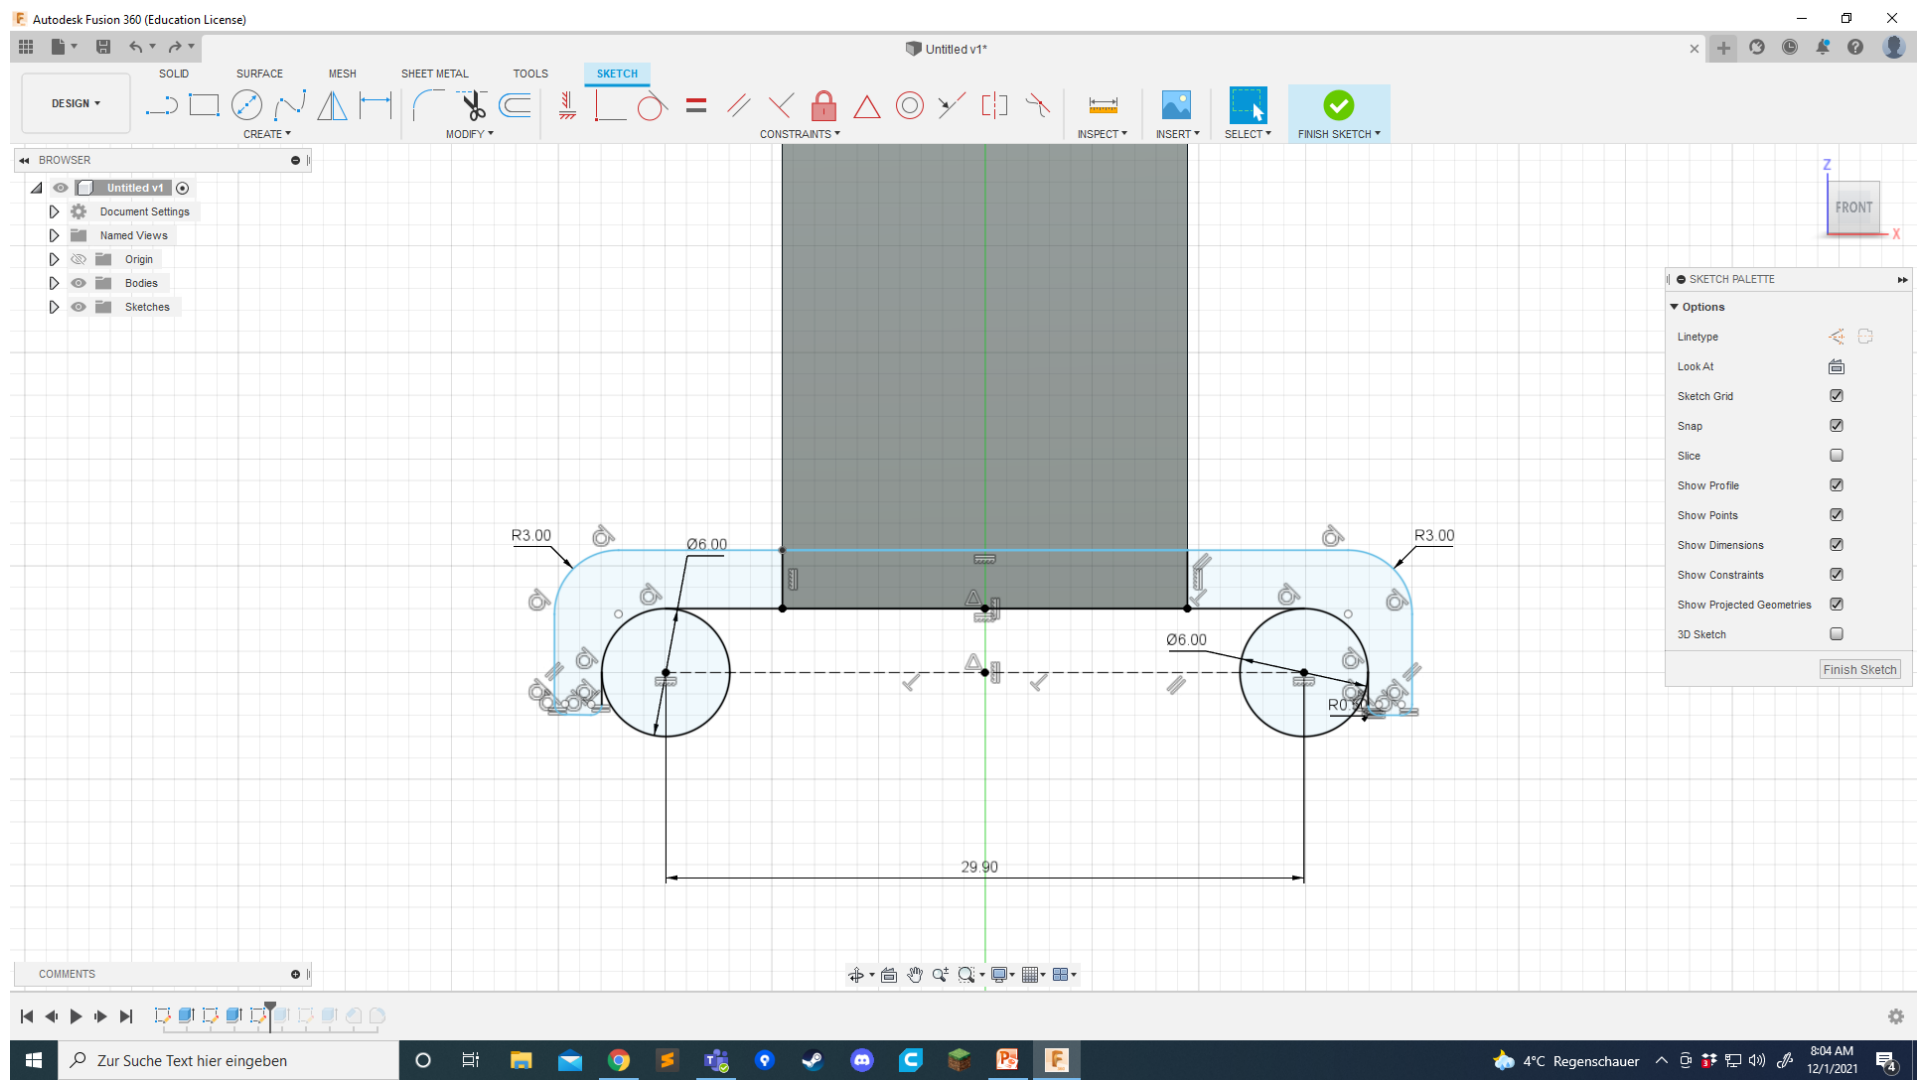 Autodesk Fusion 360 (Education License)
Untitled v1*
SOLID SURFACE MESH SHEET METAL TOOLS SKETCH
DESIGN
CREATE MODIFY CONSTRAINTS INSPECT INSERT SELECT FINISH SKETCH
BROWSER
Untitled v1
Document Settings
Named Views
Origin
Bodies
Sketches
Z
FRONT
X
SKETCH PALETTE
Options
Linetype
Look At
Sketch Grid
Snap
Slice
Show Profile
Show Points
Show Dimensions
Show Constraints
Show Projected Geometries
3D Sketch
Finish Sketch
R3.00
Ø6.00
R3.00
Ø6.00
29.90
COMMENTS
Zur Suche Text hier eingeben
4°C Regenschauer
8:04 AM
12/1/2021
4